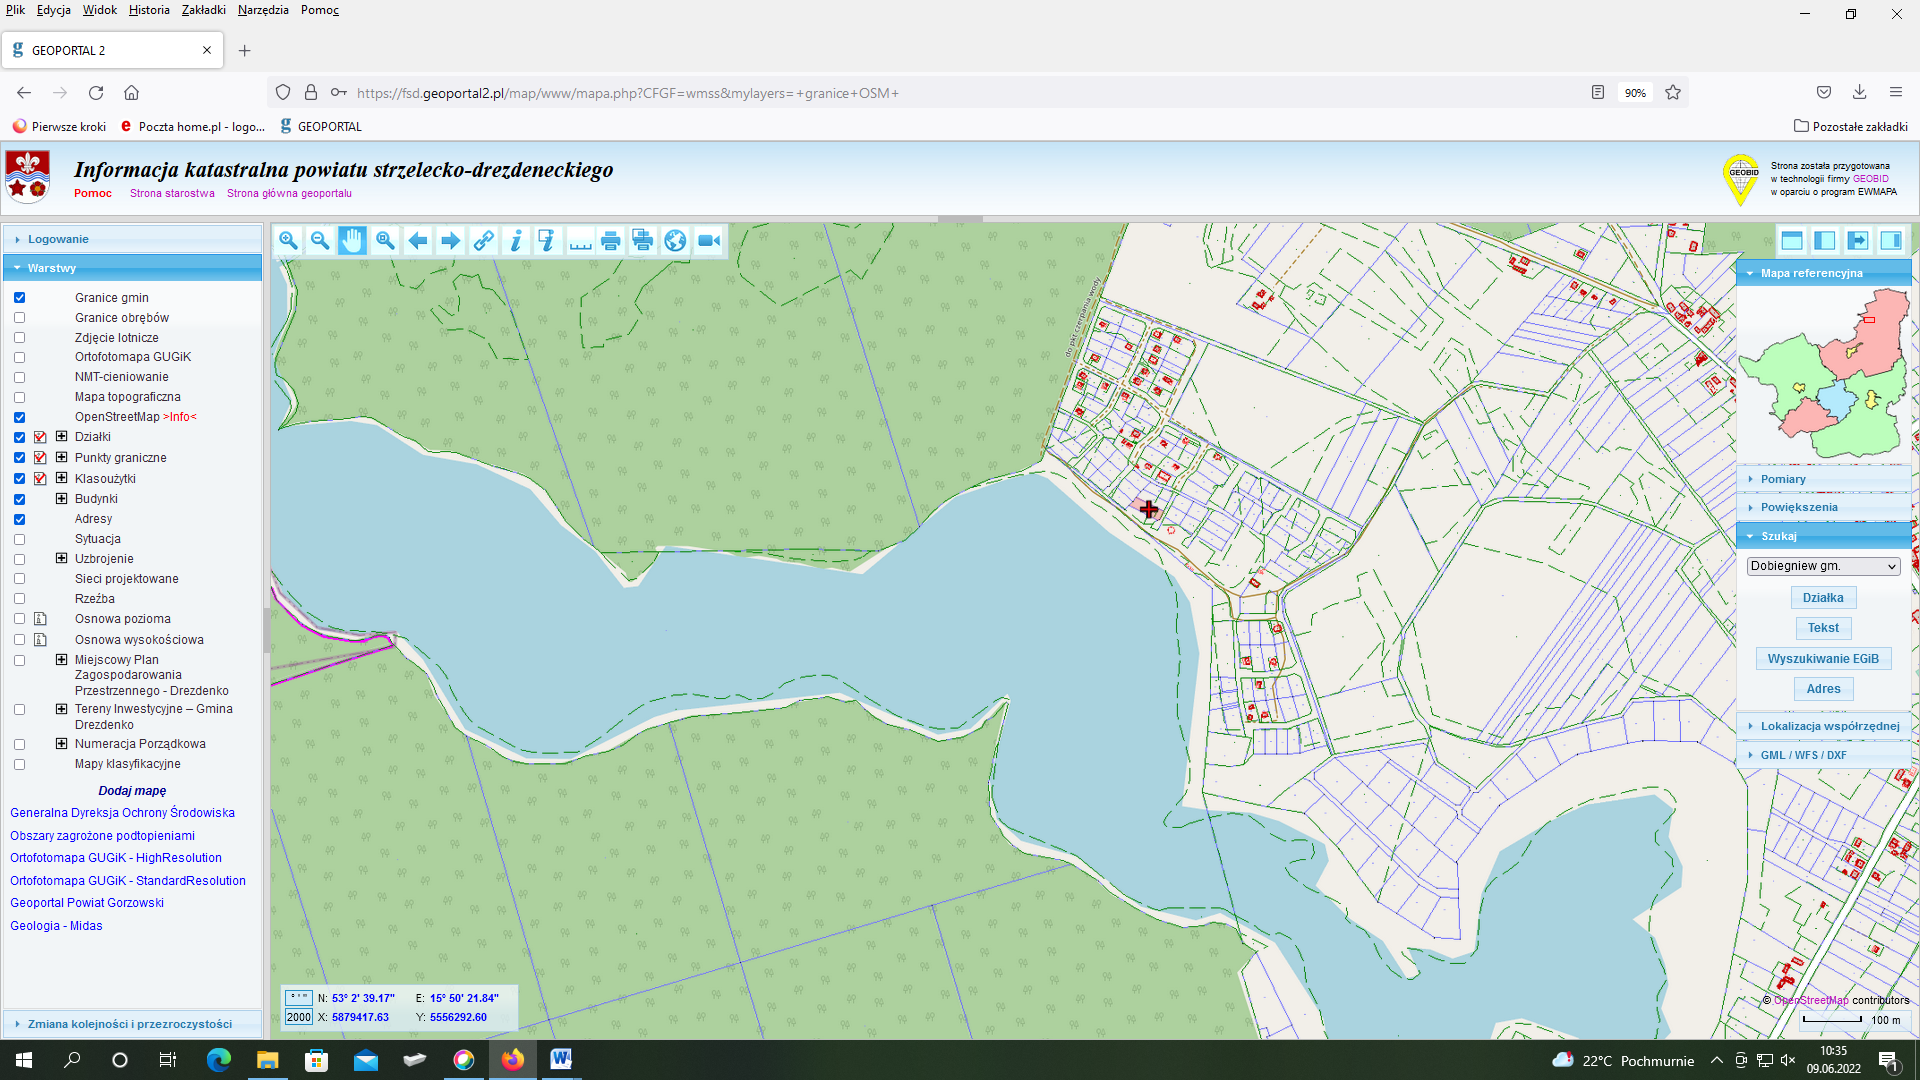 Plik Edycja Widok Historia Zakładki Narzędzia Pomoc
GEOPORTAL 2
https://fsd.geoportal2.pl/map/www/mapa.php?CFGF=wmss&mylayers=+granice+OSM+
90%
Pierwsze kroki
Poczta home.pl - logo...
GEOPORTAL
Pozostałe zakładki
Informacja katastralna powiatu strzelecko-drezdeneckiego
Pomoc Strona starostwa Strona główna geoportalu
GEOBID
Strona została przygotowana
w technologii firmy GEOBID
w oparciu o program EWMAPA
Logowanie
Warstwy
Granice gmin
Granice obrębów
Zdjęcie lotnicze
Ortofotomapa GUGiK
NMT-cieniowanie
Mapa topograficzna
OpenStreetMap >Info<
Działki
Punkty graniczne
Klasoużytki
Budynki
Adresy
Sytuacja
Uzbrojenie
Sieci projektowane
Rzeźba
Osnowa pozioma
Osnowa wysokościowa
Miejscowy Plan
Zagospodarowania
Przestrzennego - Drezdenko
Tereny Inwestycyjne – Gmina
Drezdenko
Numeracja Porządkowa
Mapy klasyfikacyjne
Dodaj mapę
Generalna Dyreksja Ochrony Środowiska
Obszary zagrożone podtopieniami
Ortofotomapa GUGiK - HighResolution
Ortofotomapa GUGiK - StandardResolution
Geoportal Powiat Gorzowski
Geologia - Midas
Zmiana kolejności i przezroczystości
do pkt czerpania wody
Mapa referencyjna
Pomiary
Powiększenia
Szukaj
Dobiegniew gm.
Działka
Tekst
Wyszukiwanie EGiB
Adres
Lokalizacja współrzędnej
GML / WFS / DXF
° ' " N: 53° 2' 39.17" E: 15° 50' 21.84"
2000 X: 5879417.63 Y: 5556292.60
© OpenStreetMap contributors
100 m
22°C Pochmurnie
10:35
09.06.2022
1